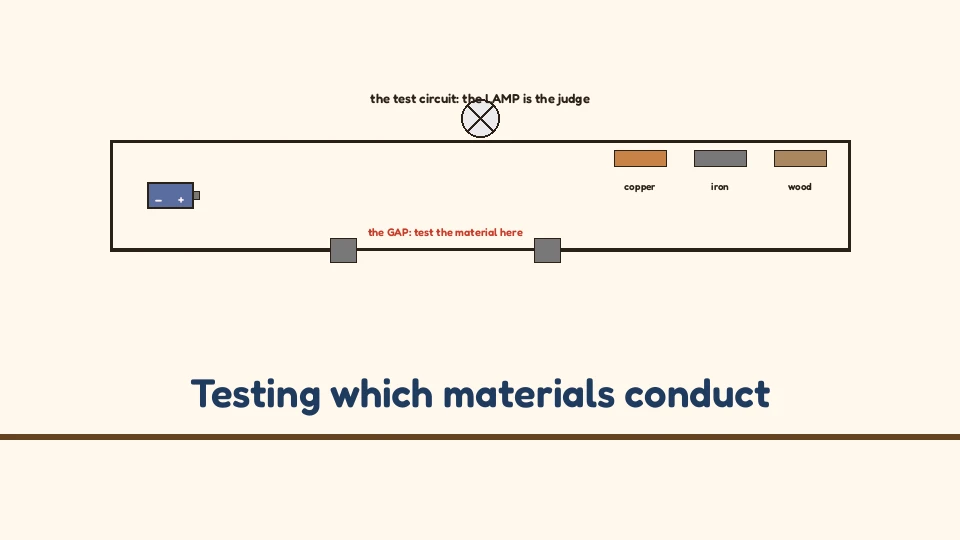 the test circuit: the LAMP is the judge
copper
iron
wood
– +
the GAP: test the material here
Testing which materials conduct